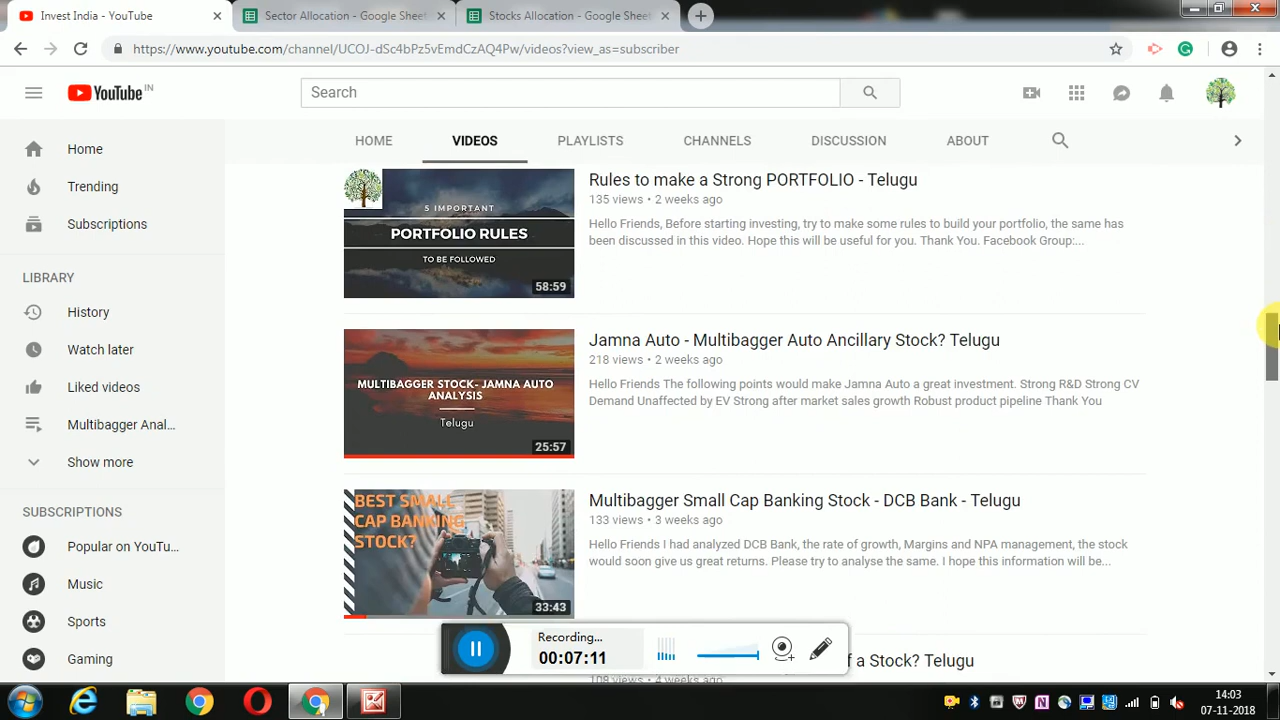 Invest India - YouTube
Sector Allocation - Google Sheet
Stocks Allocation - Google Sheet
https://www.youtube.com/channel/UCOJ-dSc4bPz5vEmdCzAQ4Pw/videos?view_as=subscriber
YouTube IN
Search
HOME
VIDEOS
PLAYLISTS
CHANNELS
DISCUSSION
ABOUT
Home
Trending
Subscriptions
LIBRARY
History
Watch later
Liked videos
Multibagger Anal...
Show more
SUBSCRIPTIONS
Popular on YouTu...
Music
Sports
Gaming
5 IMPORTANT
PORTFOLIO RULES
TO BE FOLLOWED
58:59
Rules to make a Strong PORTFOLIO - Telugu
135 views • 2 weeks ago
Hello Friends, Before starting investing, try to make some rules to build your portfolio, the same has
been discussed in this video. Hope this will be useful for you. Thank You. Facebook Group:...
MULTIBAGGER STOCK- JAMNA AUTO
ANALYSIS
Telugu
25:57
Jamna Auto - Multibagger Auto Ancillary Stock? Telugu
218 views • 2 weeks ago
Hello Friends The following points would make Jamna Auto a great investment. Strong R&D Strong CV
Demand Unaffected by EV Strong after market sales growth Robust product pipeline Thank You
BEST SMALL
CAP BANKING
STOCK?
33:43
Multibagger Small Cap Banking Stock - DCB Bank - Telugu
133 views • 3 weeks ago
Hello Friends I had analyzed DCB Bank, the rate of growth, Margins and NPA management, the stock
would soon give us great returns. Please try to analyse the same. I hope this information will be...
f a Stock? Telugu
108 views • 4 weeks ago
Recording...
00:07:11
14:03
07-11-2018